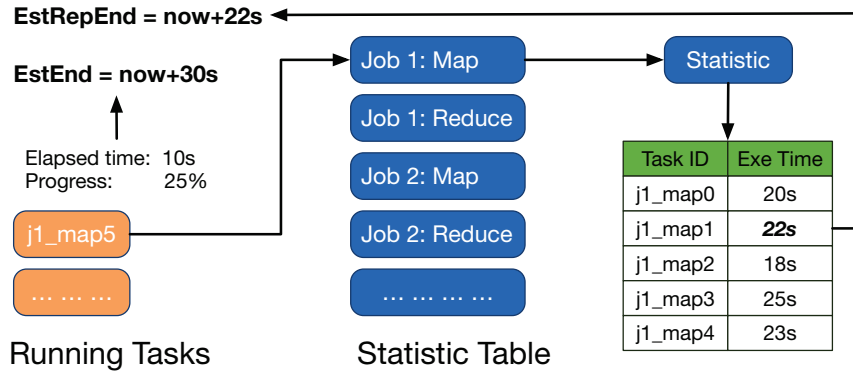 EstRepEnd = now+22s
EstEnd = now+30s
Elapsed time: 10s
Progress: 25%
j1_map5
... ... ...
Running Tasks
Job 1: Map
Job 1: Reduce
Job 2: Map
Job 2: Reduce
... ... ... ...
Statistic Table
Statistic
Task ID Exe Time
j1_map0 20s
j1_map1 22s
j1_map2 18s
j1_map3 25s
j1_map4 23s